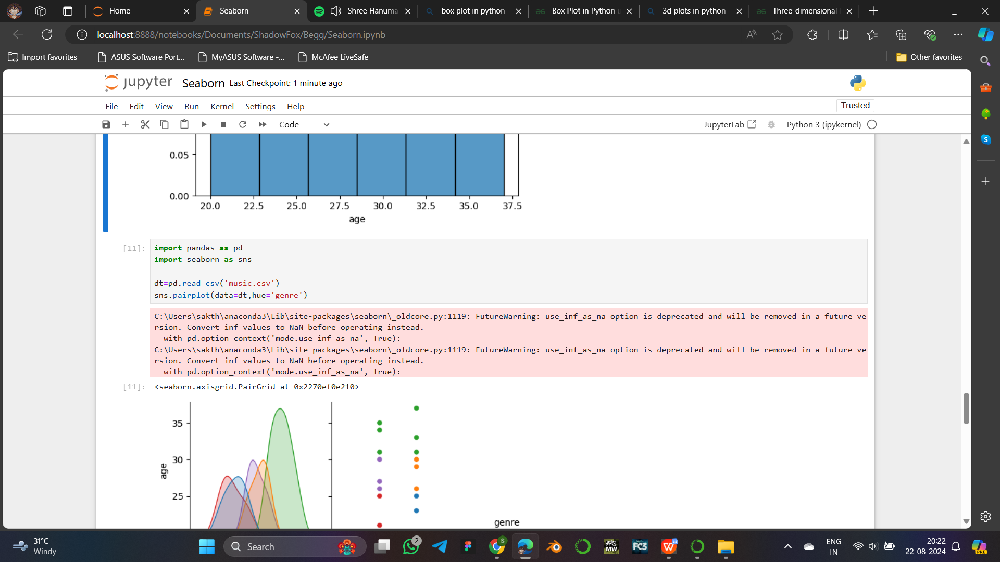 Home
Seaborn
Shree Hanuma
box plot in python
Box Plot in Python u
3d plots in python
Three-dimensional
localhost:8888/notebooks/Documents/ShadowFox/Begg/Seaborn.ipynb
Import favorites
ASUS Software Port...
MyASUS Software -...
McAfee LiveSafe
Other favorites
jupyter Seaborn Last Checkpoint: 1 minute ago
File Edit View Run Kernel Settings Help
Trusted
Code
JupyterLab
Python 3 (ipykernel)
0.05
0.00
20.0 22.5 25.0 27.5 30.0 32.5 35.0 37.5
age
[11]:
import pandas as pd
import seaborn as sns
dt=pd.read_csv('music.csv')
sns.pairplot(data=dt,hue='genre')
C:\Users\sakth\anaconda3\Lib\site-packages\seaborn\_oldcore.py:1119: FutureWarning: use_inf_as_na option is deprecated and will be removed in a future ve
rsion. Convert inf values to NaN before operating instead.
with pd.option_context('mode.use_inf_as_na', True):
C:\Users\sakth\anaconda3\Lib\site-packages\seaborn\_oldcore.py:1119: FutureWarning: use_inf_as_na option is deprecated and will be removed in a future ve
rsion. Convert inf values to NaN before operating instead.
with pd.option_context('mode.use_inf_as_na', True):
[11]: <seaborn.axisgrid.PairGrid at 0x2270ef0e210>
35
30
25
age
genre
31°C
Windy
Search
2
S
MW
FC3
ENG
IN
20:22
22-08-2024
PRE